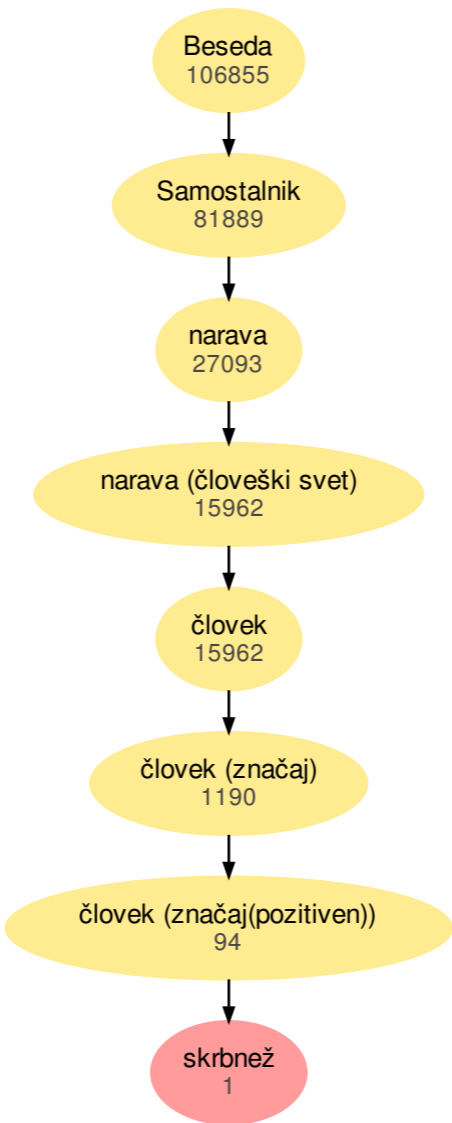 Beseda
106855
Samostalnik
81889
narava
27093
narava (človeški svet)
15962
človek
15962
človek (značaj)
1190
človek (značaj(pozitiven))
94
skrbnež
1